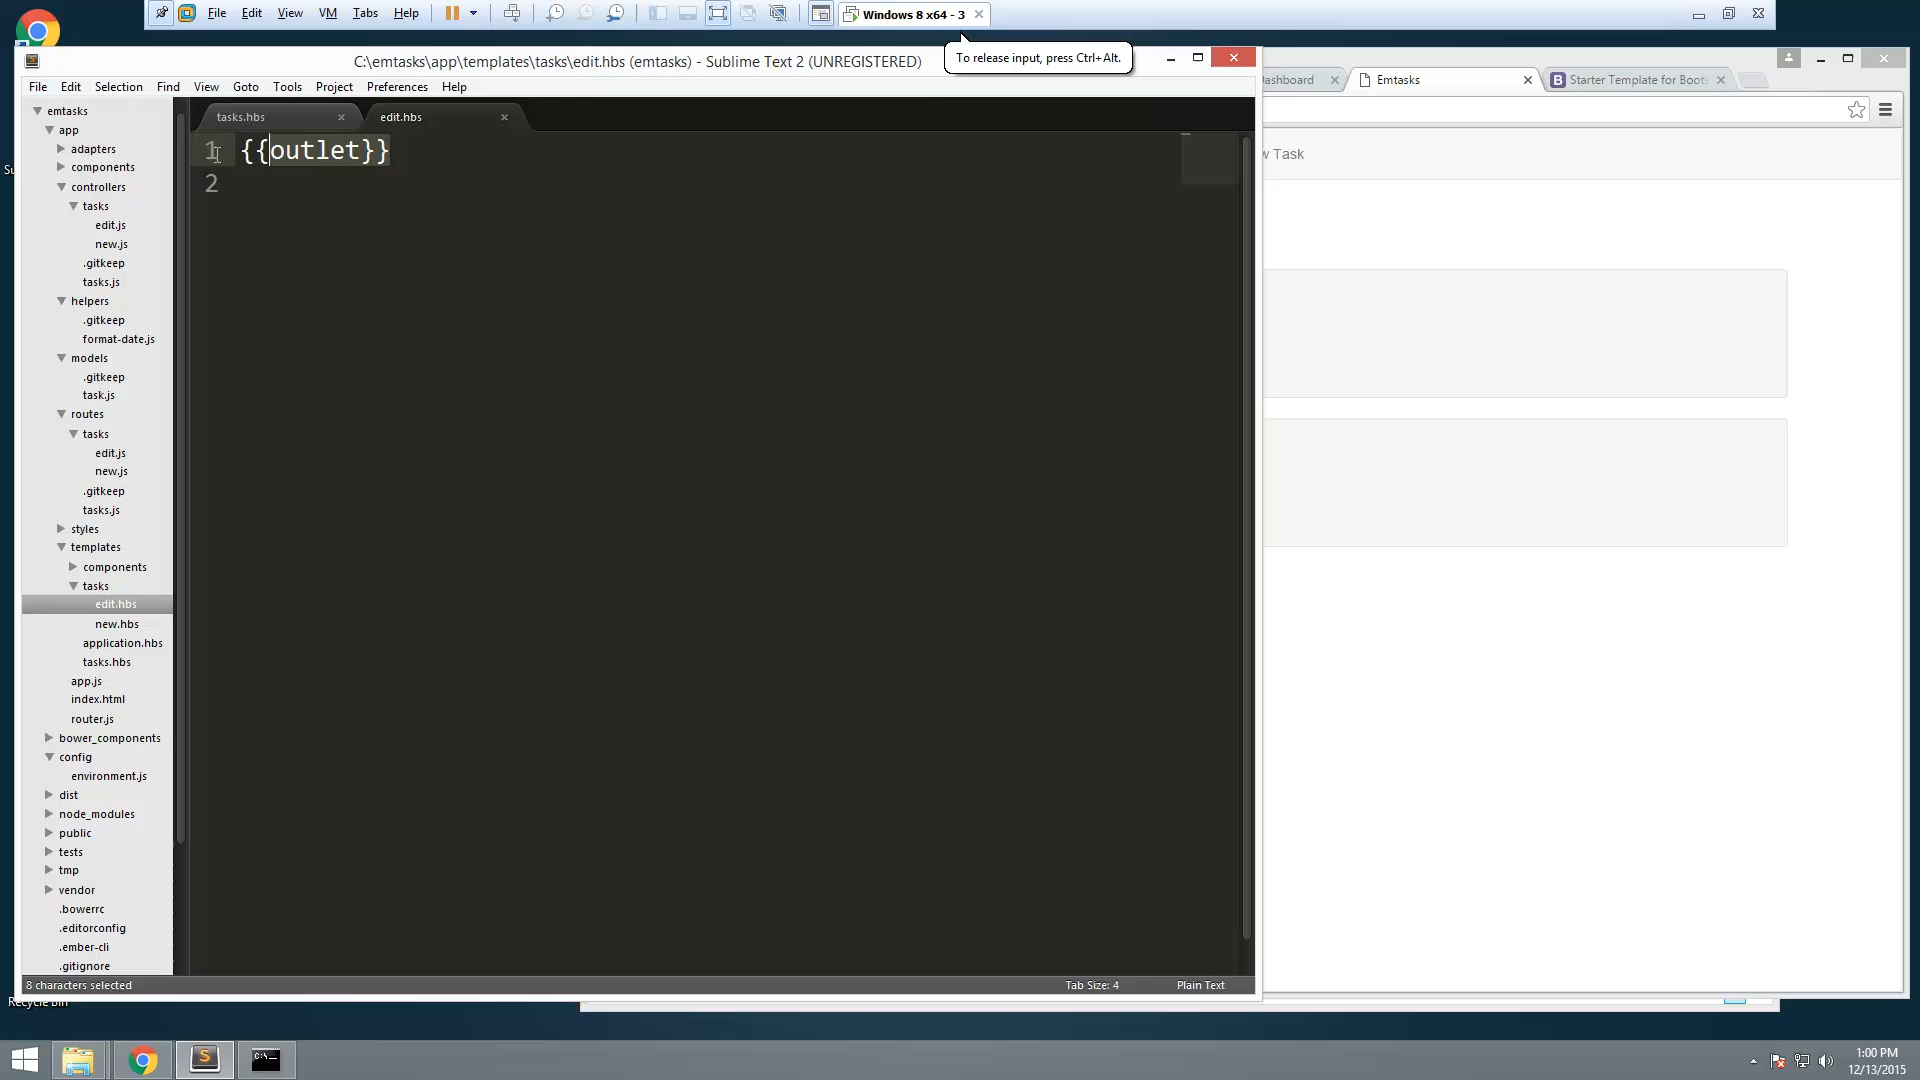 File Edit View VM Tabs Help
Windows 8 x64 - 3
To release input, press Ctrl+Alt.
C:\emtasks\app\templates\tasks\edit.hbs (emtasks) - Sublime Text 2 (UNREGISTERED)
File Edit Selection Find View Goto Tools Project Preferences Help
Dashboard
Emtasks
Starter Template for Boots
tasks.hbs
edit.hbs
1 {{outlet}}
2
Task
emtasks
app
adapters
components
controllers
tasks
edit.js
new.js
.gitkeep
tasks.js
helpers
.gitkeep
format-date.js
models
.gitkeep
task.js
routes
tasks
edit.js
new.js
.gitkeep
tasks.js
styles
templates
components
tasks
edit.hbs
new.hbs
application.hbs
tasks.hbs
app.js
index.html
router.js
bower_components
config
environment.js
dist
node_modules
public
tests
tmp
vendor
.bowerrc
.editorconfig
.ember-cli
.gitignore
8 characters selected
Tab Size: 4
Plain Text
Recycle Bin
1:00 PM
12/13/2015